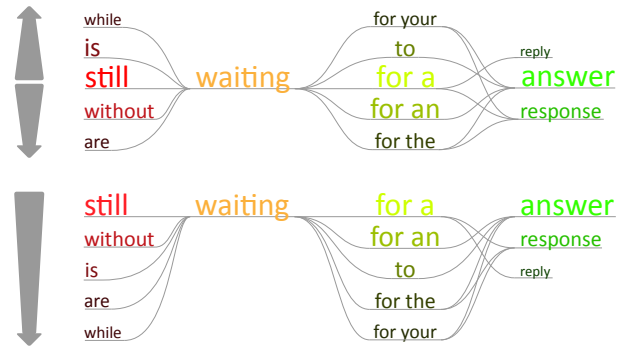 while for your
is to reply
still waiting for a answer
without for an response
are for the
still waiting for a answer
without for an response
is to reply
are for the
while for your